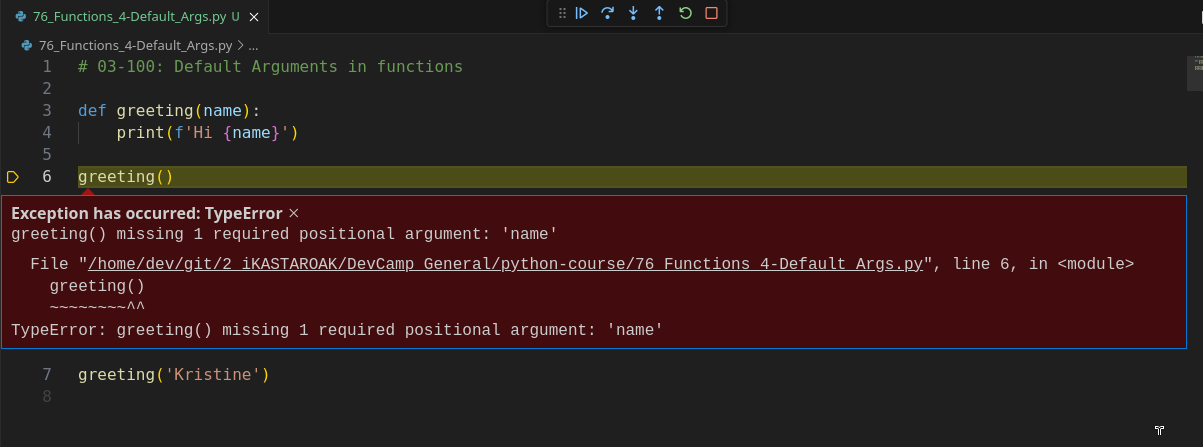 76_Functions_4-Default_Args.py U
76_Functions_4-Default_Args.py > ...
1 # 03-100: Default Arguments in functions
2
3 def greeting(name):
4     print(f'Hi {name}')
5
6 greeting()
Exception has occurred: TypeError ×
greeting() missing 1 required positional argument: 'name'
  File "/home/dev/git/2_iKASTAROAK/DevCamp_General/python-course/76_Functions_4-Default_Args.py", line 6, in <module>
    greeting()
    ~~~~~~~~^^
TypeError: greeting() missing 1 required positional argument: 'name'
7 greeting('Kristine')
8